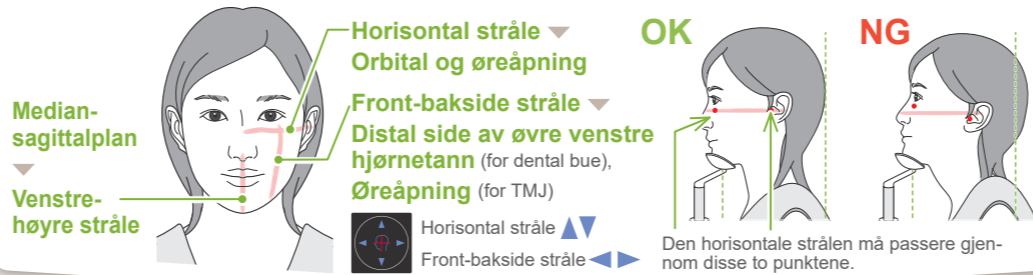 Median-
sagittalplan
Venstre-
høyre stråle
Horisontal stråle
Orbital og øreåpning
Front-bakside stråle
Distal side av øvre venstre
hjørnetann (for dental bue),
Øreåpning (for TMJ)
Horisontal stråle
Front-bakside stråle
OK
NG
Den horisontale strålen må passere gjen-
nom disse to punktene.